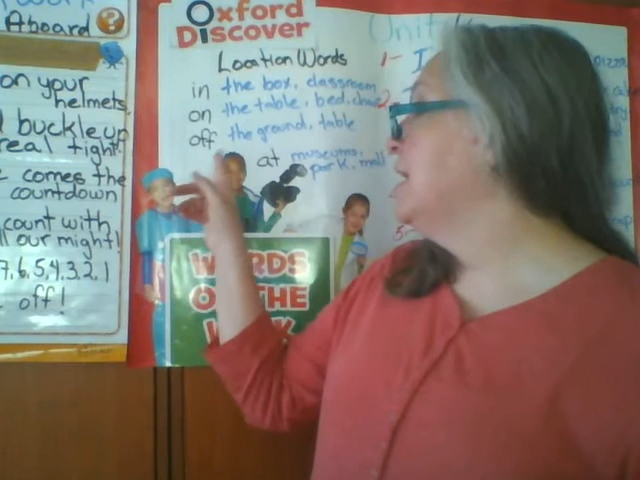 Aboard
on your
helmets,
buckle up
real tight!
comes the
countdown
count with
our might!
7, 6, 5, 4, 3, 2, 1
off!
Oxford
Discover
Location Words
in the box, classroom
on the table, bed, chair
off the ground, table
at museums,
park, mall
WORDS
OF THE
Unit
1- I
2.
5-